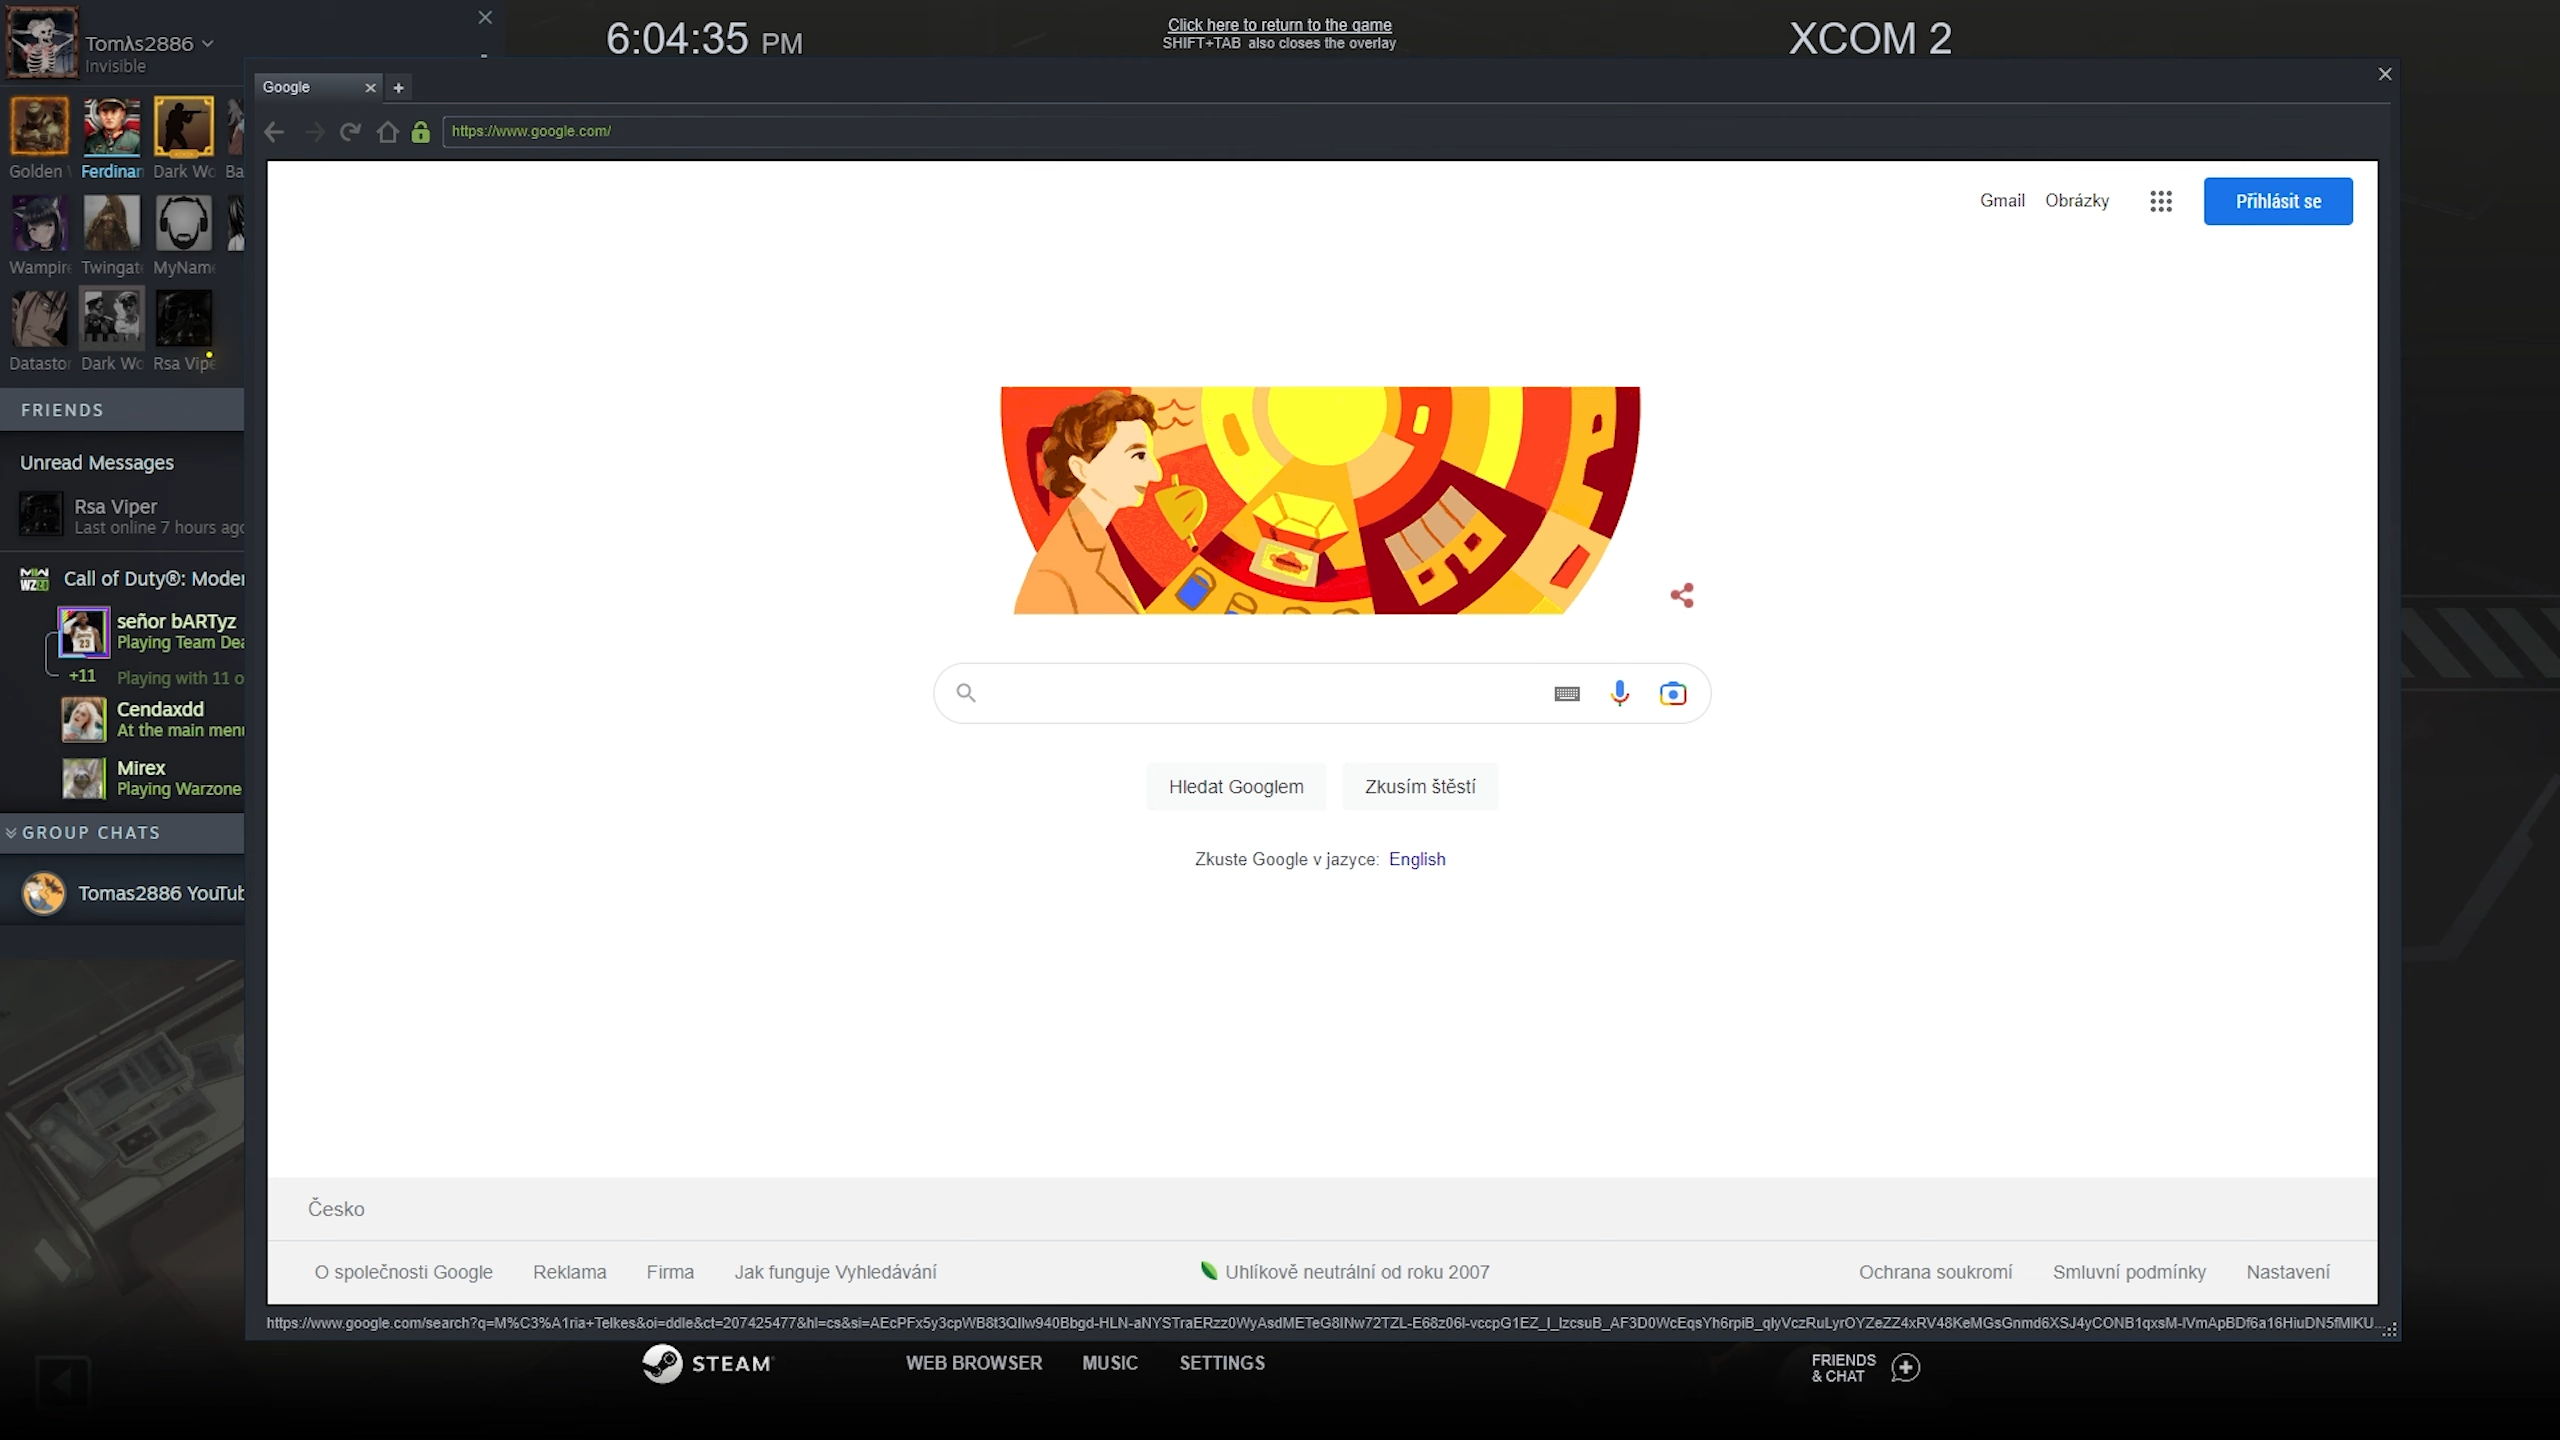 Tomλs2886
Invisible
6:04:35 PM
Click here to return to the game
SHIFT+TAB also closes the overlay
XCOM 2
Google
https://www.google.com/
Golden
Ferdinan
Dark Wo
Ba
Wampire
Twingat
MyName
Datastor
Dark Wo
Rsa Vipe
FRIENDS
Unread Messages
Rsa Viper
Last online 7 hours ago
Call of Duty®: Moder
señor bARTyz
Playing Team Dea
+11
Playing with 11 o
Cendaxdd
At the main menu
Mirex
Playing Warzone
GROUP CHATS
Tomas2886 YouTub
Gmail
Obrázky
Přihlásit se
Hledat Googlem
Zkusím štěstí
Zkuste Google v jazyce: English
Česko
O společnosti Google
Reklama
Firma
Jak funguje Vyhledávání
Uhlíkově neutrální od roku 2007
Ochrana soukromí
Smluvní podmínky
Nastavení
STEAM
WEB BROWSER
MUSIC
SETTINGS
FRIENDS
& CHAT